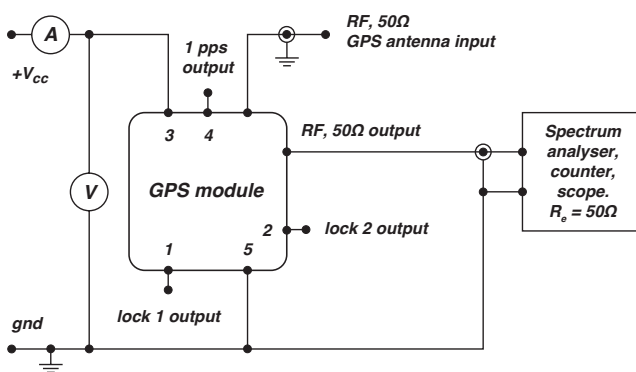 A
+Vcc
1 pps
output
RF, 50Ω
GPS antenna input
3
4
RF, 50Ω output
Spectrum
analyser,
counter,
scope.
Re = 50Ω
V
GPS module
2
lock 2 output
1
5
lock 1 output
gnd